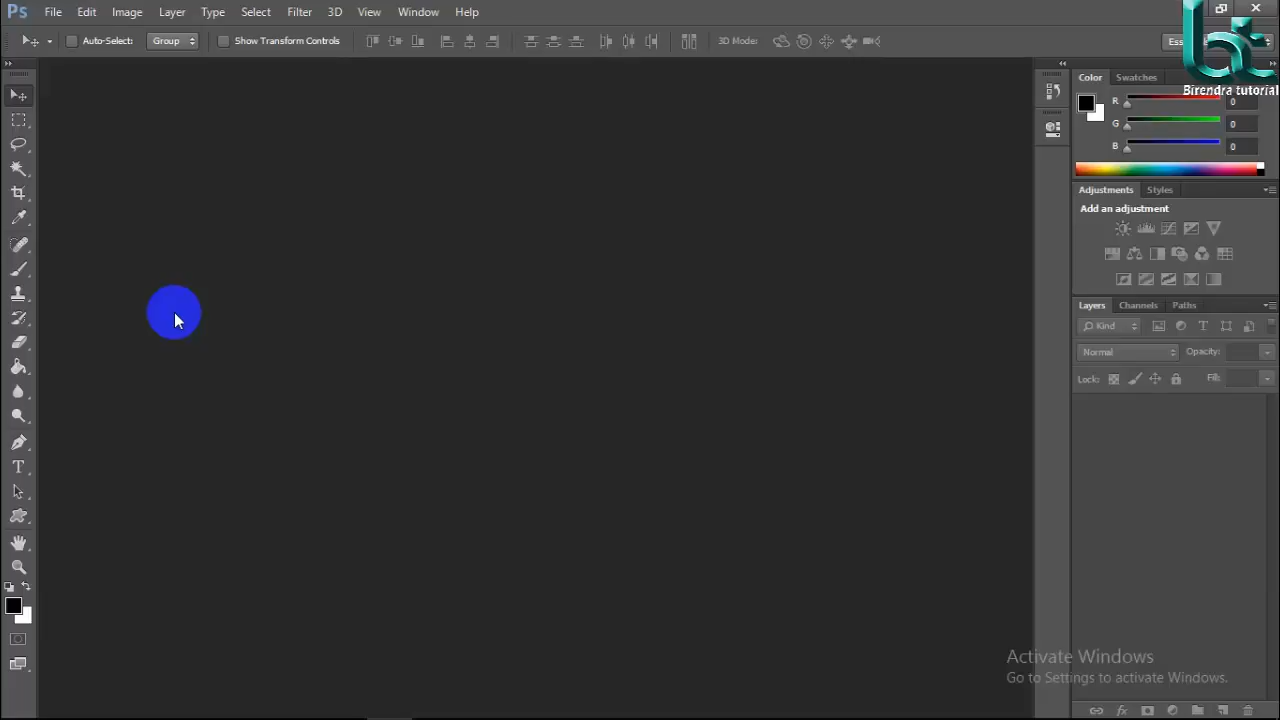 Ps File Edit Image Layer Type Select Filter 3D View Window Help
Auto-Select: Group Show Transform Controls 3D Mode:
Birendra tutorial
Color Swatches
R 0
G 0
B 0
Adjustments Styles
Add an adjustment
Layers Channels Paths
Kind
Normal Opacity:
Lock: Fill:
Activate Windows
Go to Settings to activate Windows.